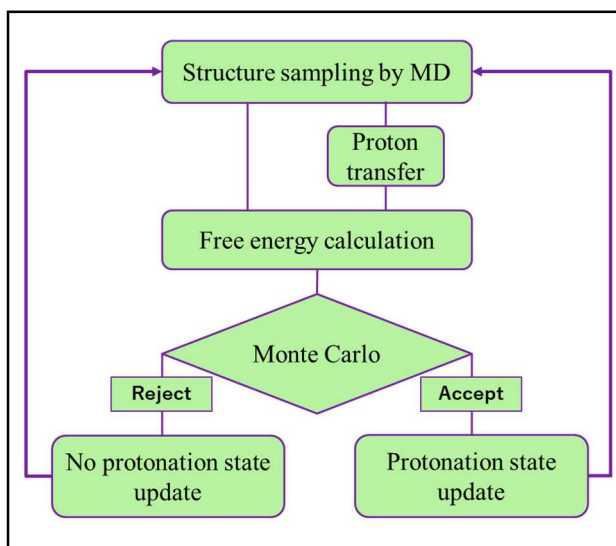 Structure sampling by MD
Proton
transfer
Free energy calculation
Monte Carlo
Reject
Accept
No protonation state
update
Protonation state
update